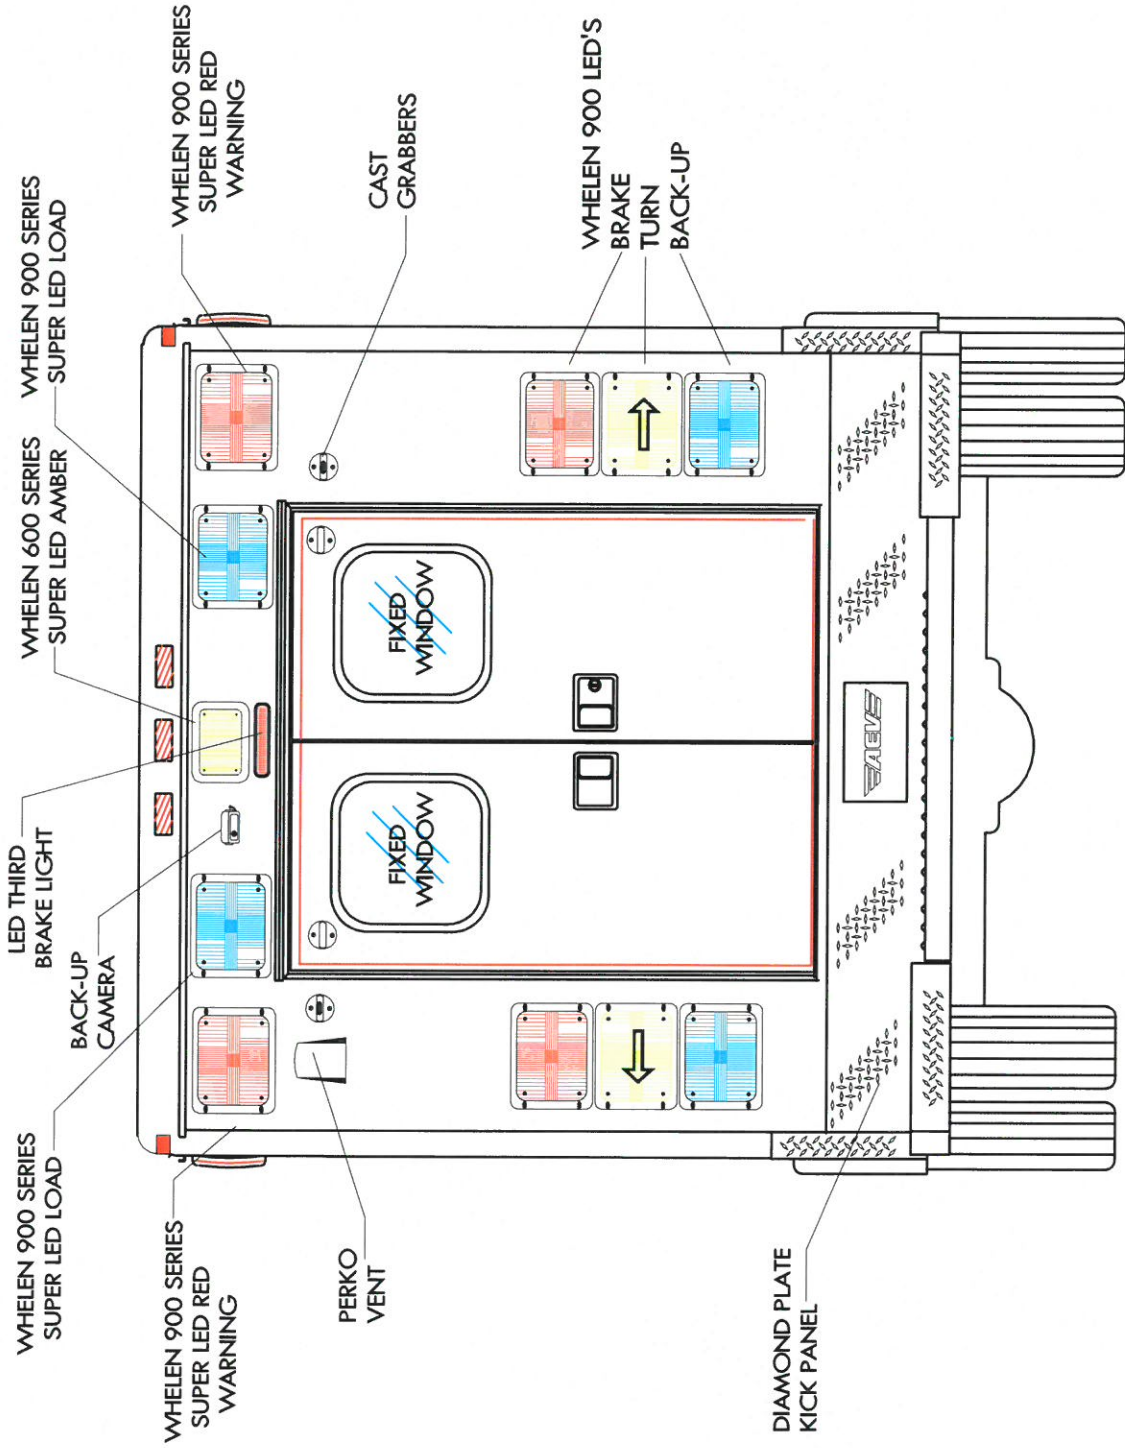 WHELEN 900 SERIES
SUPER LED LOAD
BACK-UP
CAMERA
LED THIRD
BRAKE LIGHT
WHELEN 600 SERIES
SUPER LED AMBER
WHELEN 900 SERIES
SUPER LED LOAD
WHELEN 900 SERIES
SUPER LED RED
WARNING
WHELEN 900 SERIES
SUPER LED RED
WARNING
PERKO
VENT
CAST
GRABBERS
FIXED
WINDOW
FIXED
WINDOW
WHELEN 900 LED'S
BRAKE
TURN
BACK-UP
AEV
DIAMOND PLATE
KICK PANEL